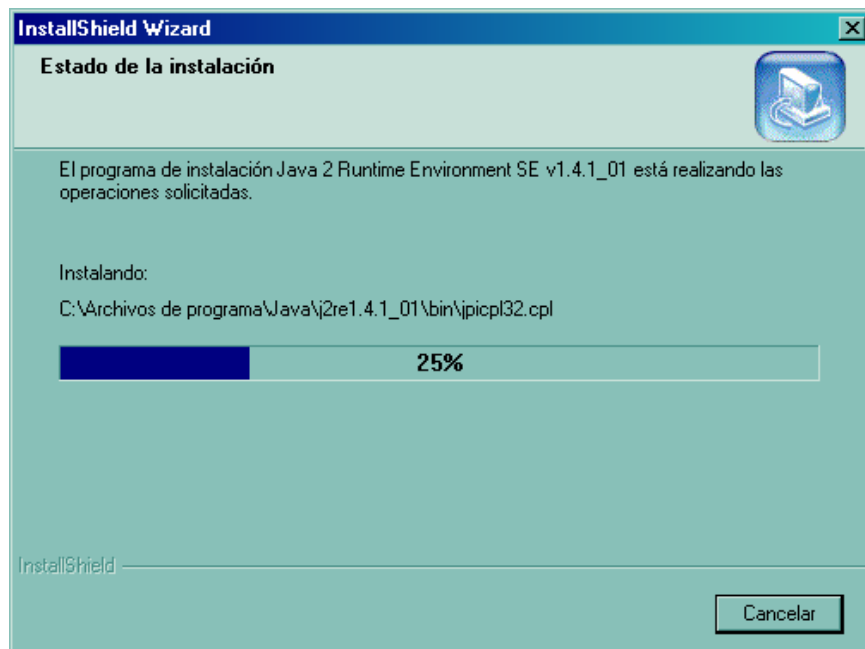 InstallShield Wizard
Estado de la instalación
El programa de instalación Java 2 Runtime Environment SE v1.4.1_01 está realizando las
operaciones solicitadas.
Instalando:
C:\Archivos de programa\Java\j2re1.4.1_01\bin\jpicpl32.cpl
25%
InstallShield
Cancelar